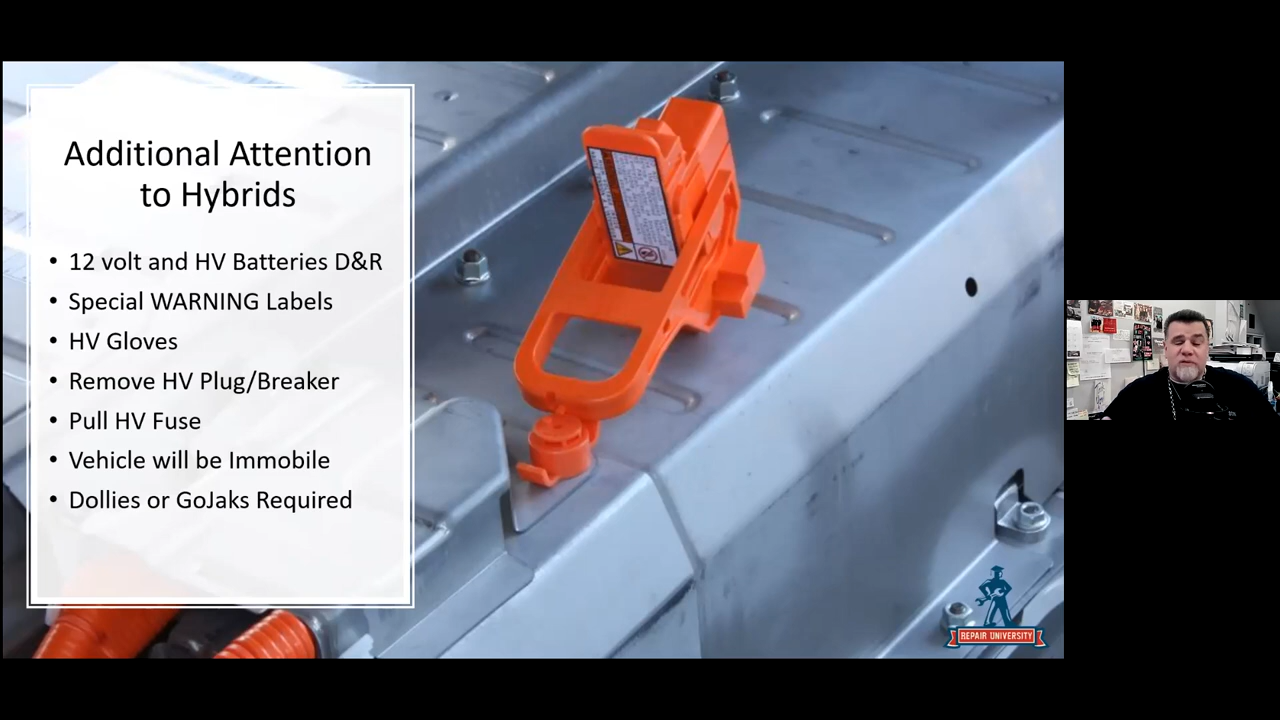 Additional Attention
to Hybrids
• 12 volt and HV Batteries D&R
• Special WARNING Labels
• HV Gloves
• Remove HV Plug/Breaker
• Pull HV Fuse
• Vehicle will be Immobile
• Dollies or GoJaks Required
REPAIR UNIVERSITY